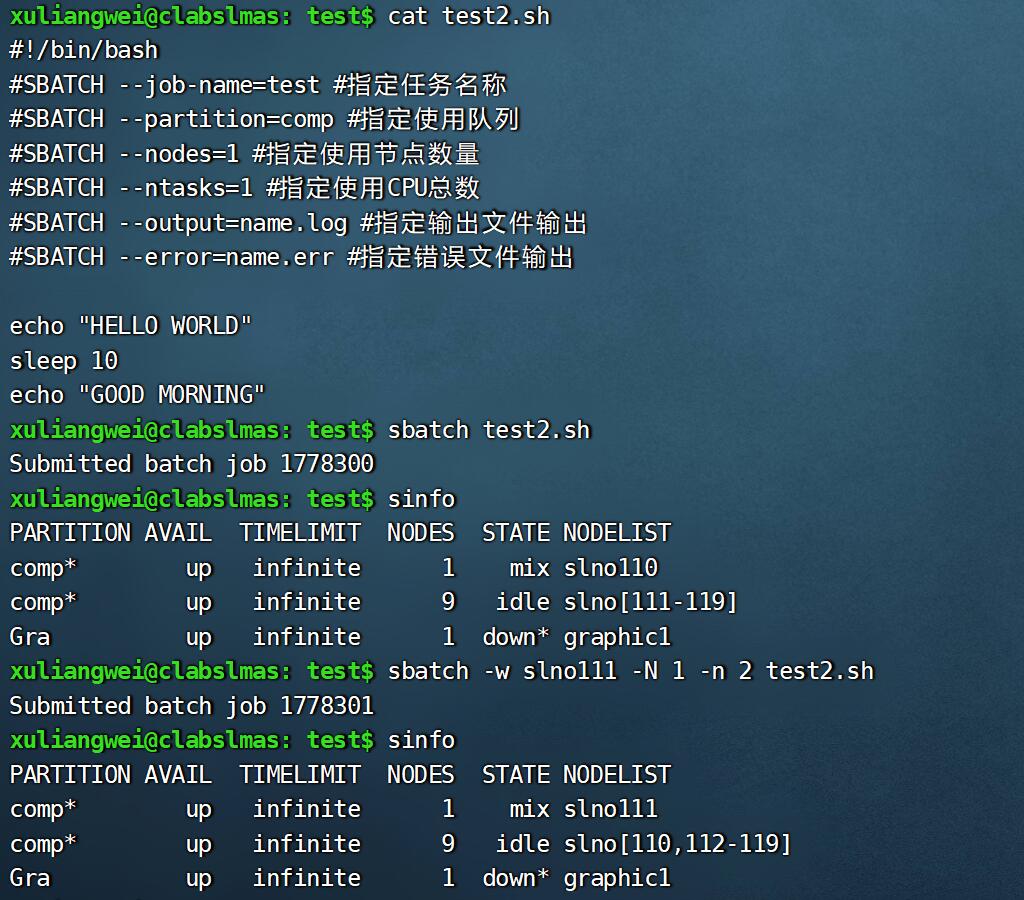 xuliangwei@clabslmas: test$ cat test2.sh
#!/bin/bash
#SBATCH --job-name=test #指定任务名称
#SBATCH --partition=comp #指定使用队列
#SBATCH --nodes=1 #指定使用节点数量
#SBATCH --ntasks=1 #指定使用CPU总数
#SBATCH --output=name.log #指定输出文件输出
#SBATCH --error=name.err #指定错误文件输出
echo "HELLO WORLD"
sleep 10
echo "GOOD MORNING"
xuliangwei@clabslmas: test$ sbatch test2.sh
Submitted batch job 1778300
xuliangwei@clabslmas: test$ sinfo
PARTITION AVAIL  TIMELIMIT  NODES  STATE NODELIST
comp*        up   infinite      1    mix slno110
comp*        up   infinite      9   idle slno[111-119]
Gra          up   infinite      1  down* graphic1
xuliangwei@clabslmas: test$ sbatch -w slno111 -N 1 -n 2 test2.sh
Submitted batch job 1778301
xuliangwei@clabslmas: test$ sinfo
PARTITION AVAIL  TIMELIMIT  NODES  STATE NODELIST
comp*        up   infinite      1    mix slno111
comp*        up   infinite      9   idle slno[110,112-119]
Gra          up   infinite      1  down* graphic1